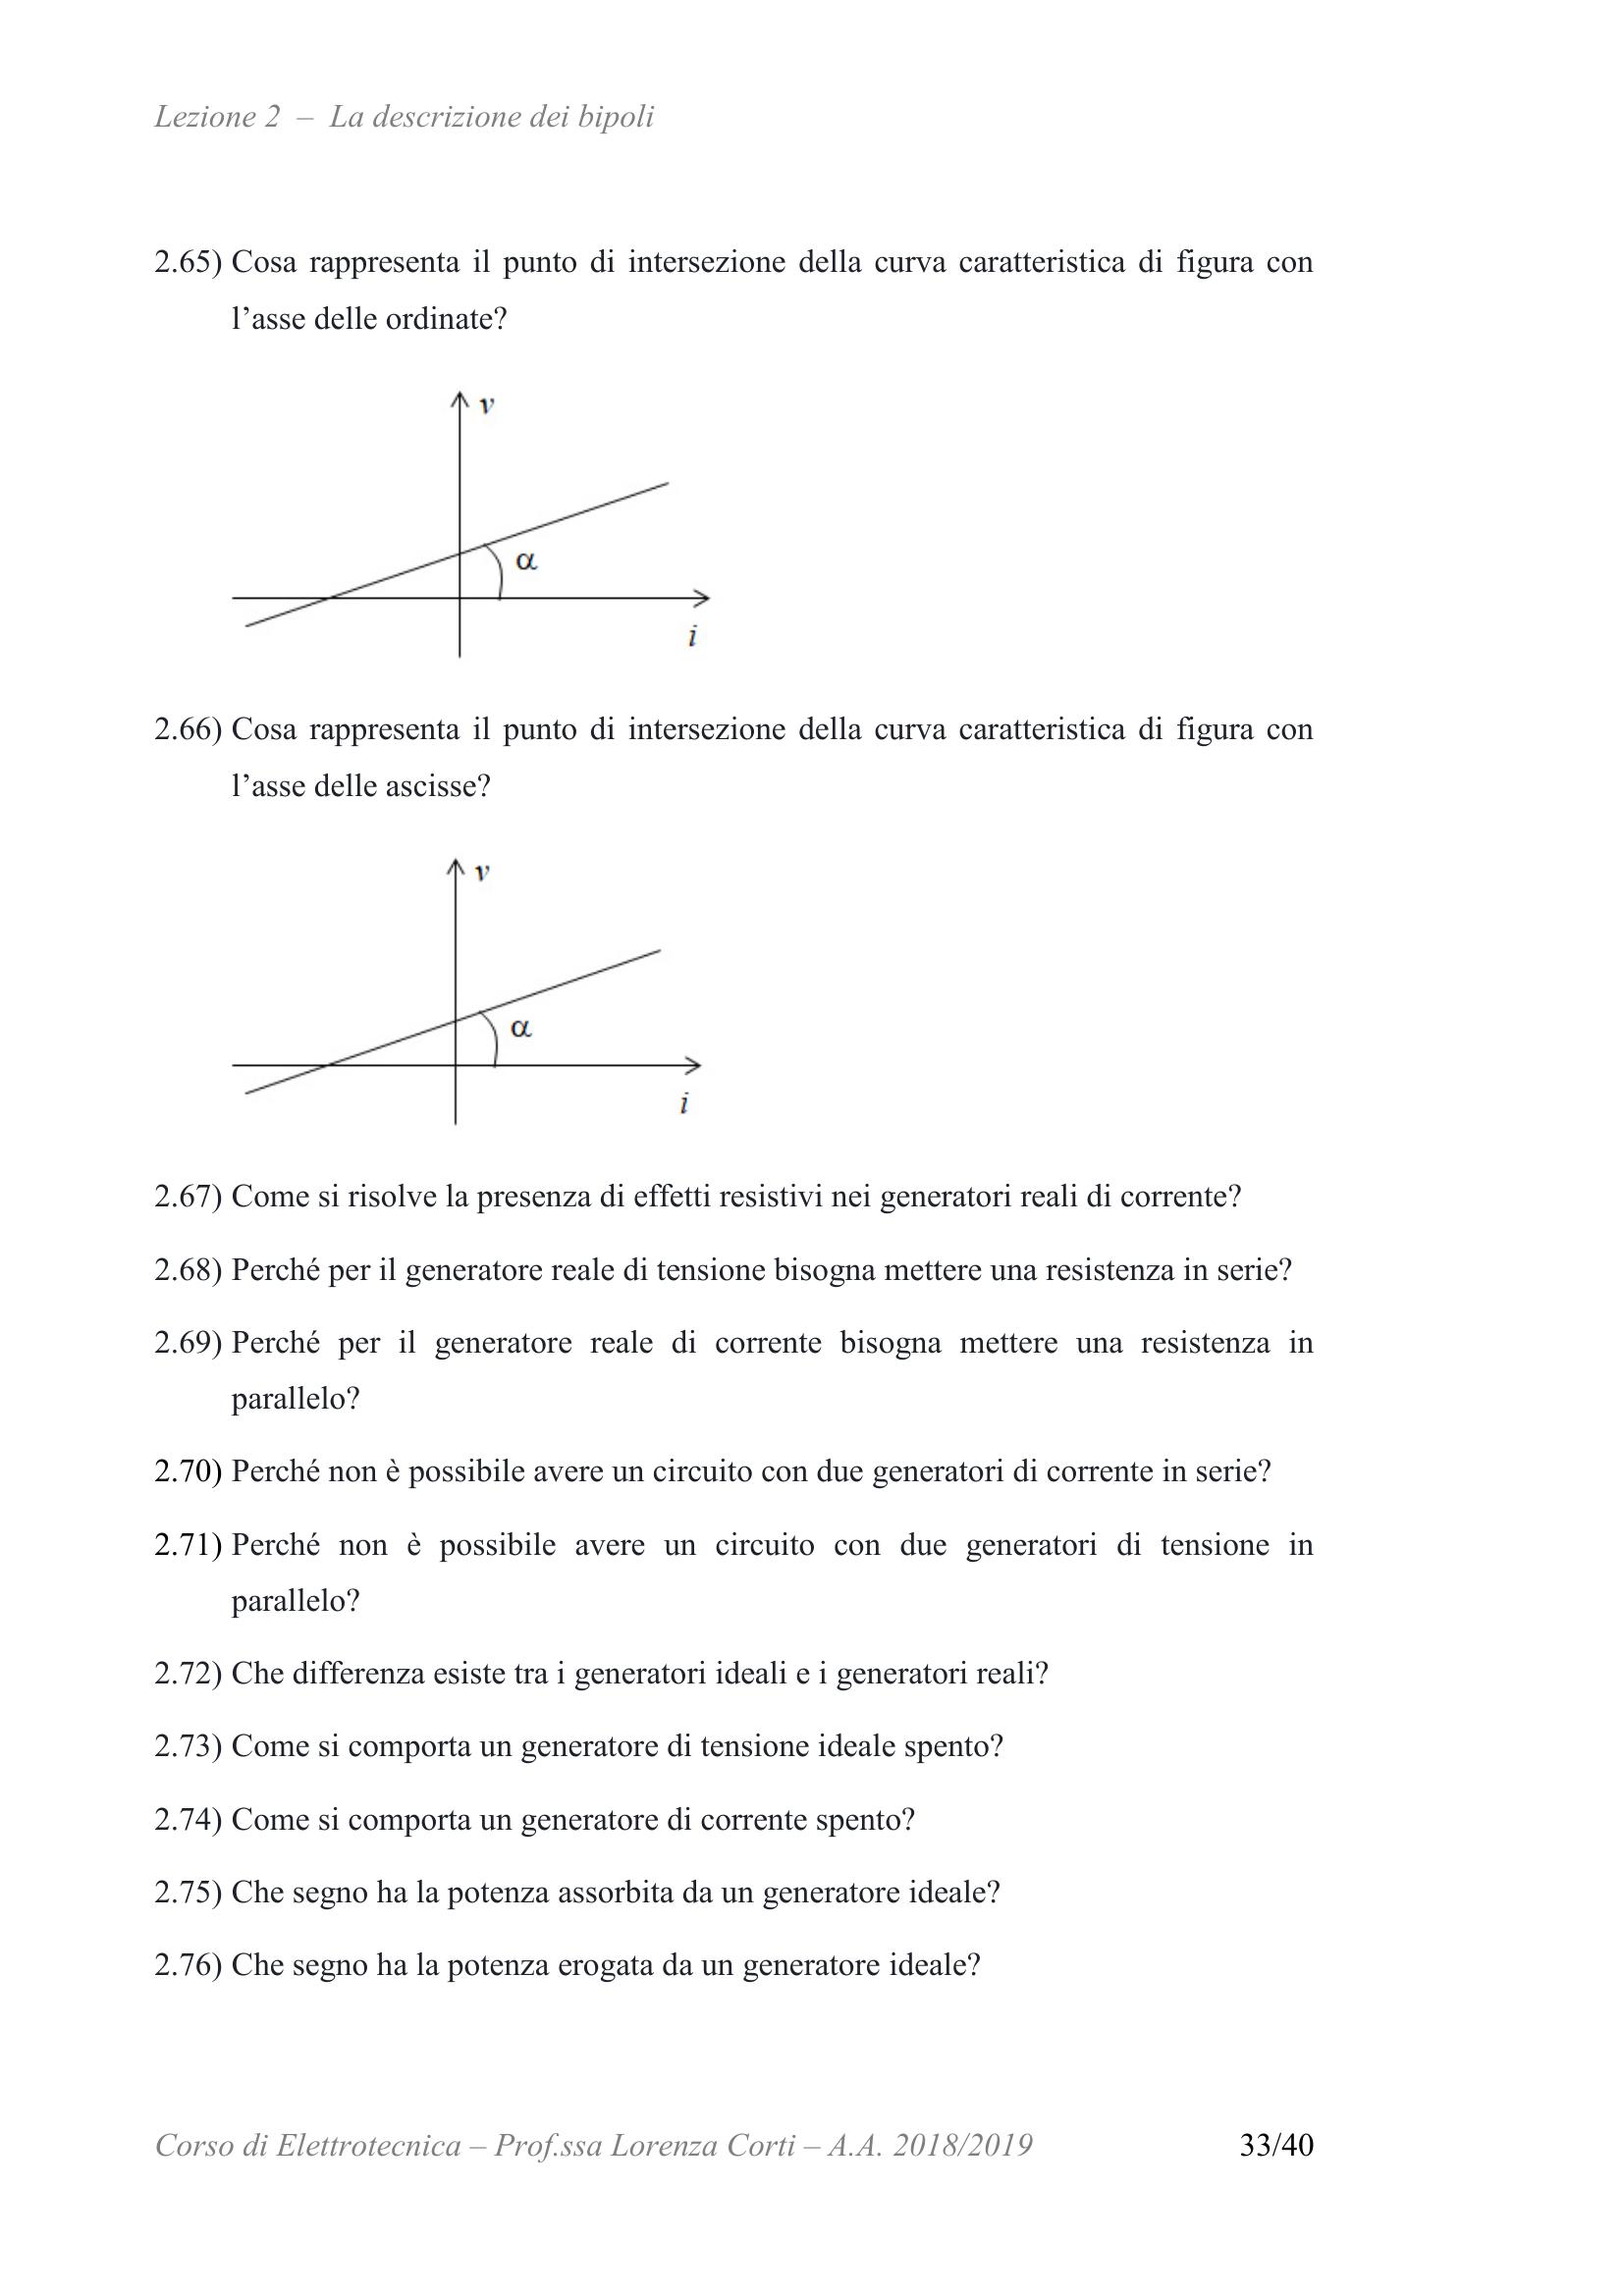 Lezione 2 – La descrizione dei bipoli
2.65) Cosa rappresenta il punto di intersezione della curva caratteristica di figura con
l’asse delle ordinate?
v
α
i
2.66) Cosa rappresenta il punto di intersezione della curva caratteristica di figura con
l’asse delle ascisse?
v
α
i
2.67) Come si risolve la presenza di effetti resistivi nei generatori reali di corrente?
2.68) Perché per il generatore reale di tensione bisogna mettere una resistenza in serie?
2.69) Perché per il generatore reale di corrente bisogna mettere una resistenza in
parallelo?
2.70) Perché non è possibile avere un circuito con due generatori di corrente in serie?
2.71) Perché non è possibile avere un circuito con due generatori di tensione in
parallelo?
2.72) Che differenza esiste tra i generatori ideali e i generatori reali?
2.73) Come si comporta un generatore di tensione ideale spento?
2.74) Come si comporta un generatore di corrente spento?
2.75) Che segno ha la potenza assorbita da un generatore ideale?
2.76) Che segno ha la potenza erogata da un generatore ideale?
Corso di Elettrotecnica – Prof.ssa Lorenza Corti – A.A. 2018/2019 33/40